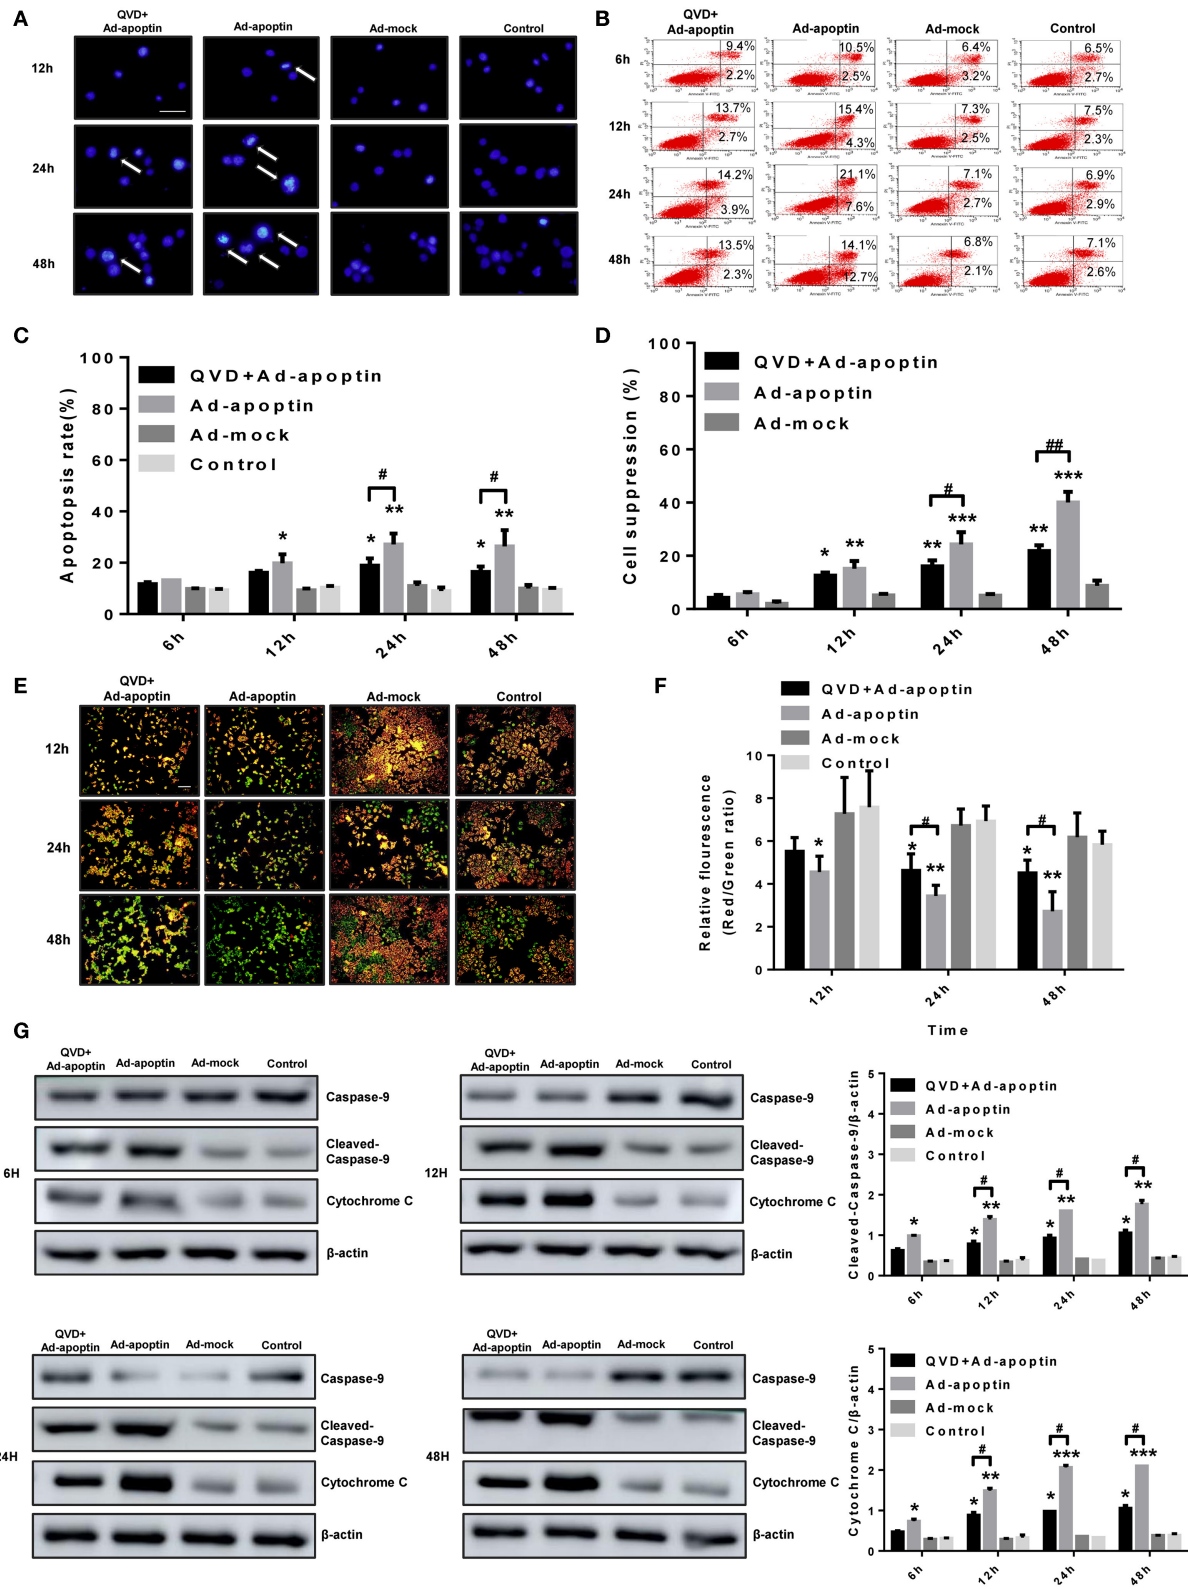 A
QVD+
Ad-apoptin
Ad-apoptin
Ad-mock
Control
12h
24h
48h
B
QVD+
Ad-apoptin
Ad-apoptin
Ad-mock
Control
6h
9.4%
2.2%
10.5%
2.5%
6.4%
3.2%
6.5%
2.7%
12h
13.7%
2.7%
15.4%
4.3%
7.3%
2.5%
7.5%
2.3%
24h
14.2%
3.9%
21.1%
7.6%
7.1%
2.7%
6.9%
2.9%
48h
13.5%
2.3%
14.1%
12.7%
6.8%
2.1%
7.1%
2.6%
Annexin V-FITC
C
Apoptopsis rate(%)
100
80
60
40
20
0
QVD+Ad-apoptin
Ad-apoptin
Ad-mock
Control
*
*
#
**
*
#
**
6h
12h
24h
48h
D
Cell suppression (%)
100
80
60
40
20
0
QVD+Ad-apoptin
Ad-apoptin
Ad-mock
*
**
**
#
***
**
##
***
6h
12h
24h
48h
E
QVD+
Ad-apoptin
Ad-apoptin
Ad-mock
Control
12h
24h
48h
F
QVD+Ad-apoptin
Ad-apoptin
Ad-mock
Control
Relative flourescence
(Red/Green ratio)
10
8
6
4
2
0
*
*
#
**
*
#
**
12h
24h
48h
Time
G
QVD+
Ad-apoptin
Ad-apoptin
Ad-mock
Control
6H
Caspase-9
Cleaved-
Caspase-9
Cytochrome C
β-actin
QVD+
Ad-apoptin
Ad-apoptin
Ad-mock
Control
12H
Caspase-9
Cleaved-
Caspase-9
Cytochrome C
β-actin
Cleaved-Caspase-9/β-actin
5
4
3
2
1
0
QVD+Ad-apoptin
Ad-apoptin
Ad-mock
Control
*
*
#
**
*
#
**
*
#
**
6h
12h
24h
48h
QVD+
Ad-apoptin
Ad-apoptin
Ad-mock
Control
24H
Caspase-9
Cleaved-
Caspase-9
Cytochrome C
β-actin
QVD+
Ad-apoptin
Ad-apoptin
Ad-mock
Control
48H
Caspase-9
Cleaved-
Caspase-9
Cytochrome C
β-actin
Cytochrome C/β-actin
5
4
3
2
1
0
QVD+Ad-apoptin
Ad-apoptin
Ad-mock
Control
*
*
#
**
*
#
***
*
#
***
6h
12h
24h
48h